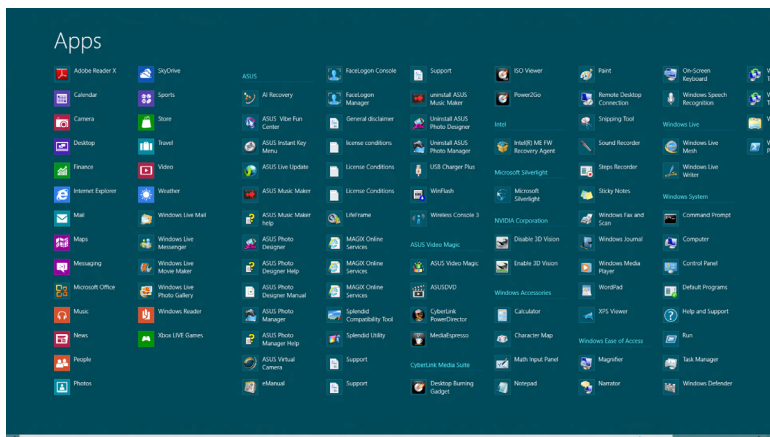 Apps
Adobe Reader X
Calendar
Camera
Desktop
Finance
Internet Explorer
Mail
Maps
Messaging
Microsoft Office
Music
News
People
Photos
SkyDrive
Sports
Store
Travel
Video
Weather
Windows Live Mail
Windows Live
Messenger
Windows Live
Movie Maker
Windows Live
Photo Gallery
Windows Reader
Xbox LIVE Games
ASUS
AI Recovery
ASUS Vibe Fun
Center
ASUS Instant Key
Menu
ASUS Live Update
ASUS Music Maker
ASUS Music Maker
help
ASUS Photo
Designer
ASUS Photo
Designer Help
ASUS Photo
Designer Manual
ASUS Photo
Manager
ASUS Photo
Manager Help
ASUS Virtual
Camera
eManual
FaceLogon Console
FaceLogon
Manager
General disclaimer
license conditions
License Conditions
License Conditions
LifeFrame
MAGIX Online
Services
MAGIX Online
Services
MAGIX Online
Services
Splendid
Compatibility Tool
Splendid Utility
Support
Support
Support
uninstall ASUS
Music Maker
Uninstall ASUS
Photo Designer
Uninstall ASUS
Photo Manager
USB Charger Plus
WinFlash
Wireless Console 3
ASUS Video Magic
ASUS Video Magic
ASUSDVD
CyberLink
PowerDirector
MediaEspresso
CyberLink Media Suite
Desktop Burning
Gadget
ISO Viewer
Power2Go
Intel
Intel(R) ME FW
Recovery Agent
Microsoft Silverlight
Microsoft
Silverlight
NVIDIA Corporation
Disable 3D Vision
Enable 3D Vision
Windows Accessories
Calculator
Character Map
Math Input Panel
Notepad
Paint
Remote Desktop
Connection
Snipping Tool
Sound Recorder
Steps Recorder
Sticky Notes
Windows Fax and
Scan
Windows Journal
Windows Media
Player
WordPad
XPS Viewer
Windows Ease of Access
Magnifier
Narrator
On-Screen
Keyboard
Windows Speech
Recognition
Windows Live
Windows Live
Mesh
Windows Live
Writer
Windows System
Command Prompt
Computer
Control Panel
Default Programs
Help and Support
Run
Task Manager
Windows Defender